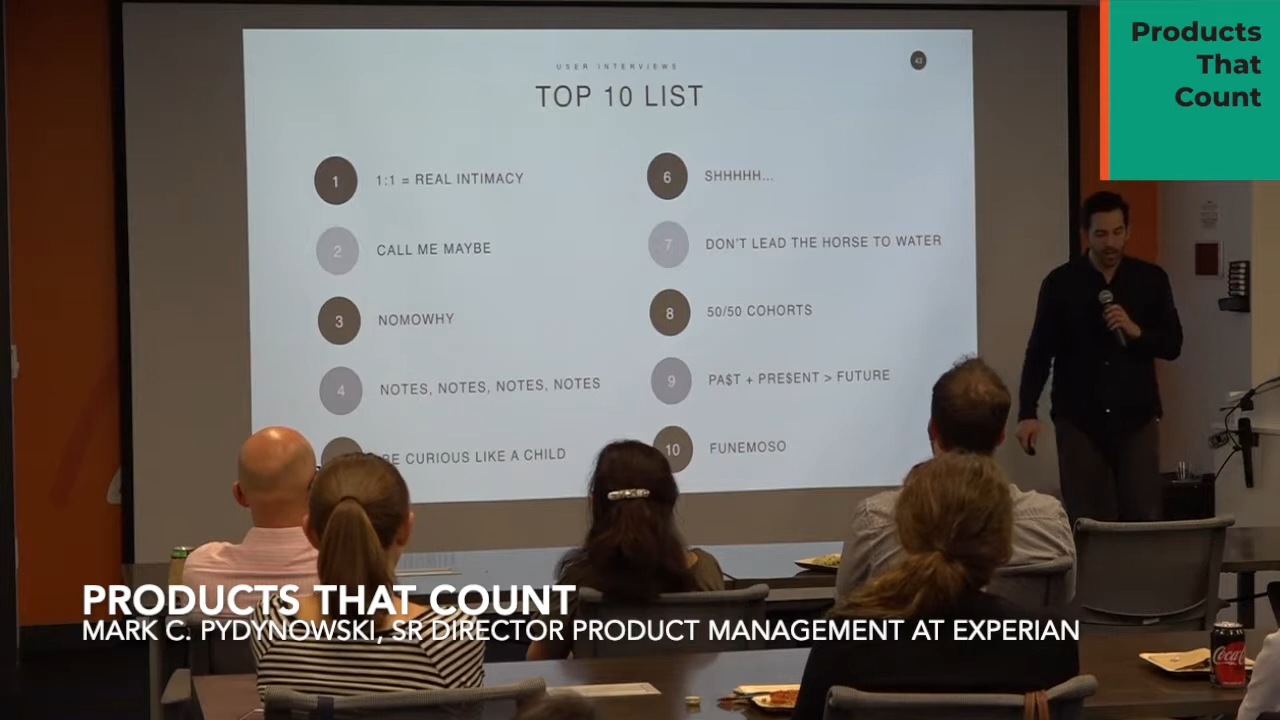 Products
That
Count
USER INTERVIEWS
43
TOP 10 LIST
1 1:1 = REAL INTIMACY
2 CALL ME MAYBE
3 NOMOWHY
4 NOTES, NOTES, NOTES, NOTES
BE CURIOUS LIKE A CHILD
6 SHHHHH...
7 DON'T LEAD THE HORSE TO WATER
8 50/50 COHORTS
9 PA$T + PRE$ENT > FUTURE
10 FUNEMOSO
PRODUCTS THAT COUNT
MARK C. PYDYNOWSKI, SR DIRECTOR PRODUCT MANAGEMENT AT EXPERIAN
Coca-Cola